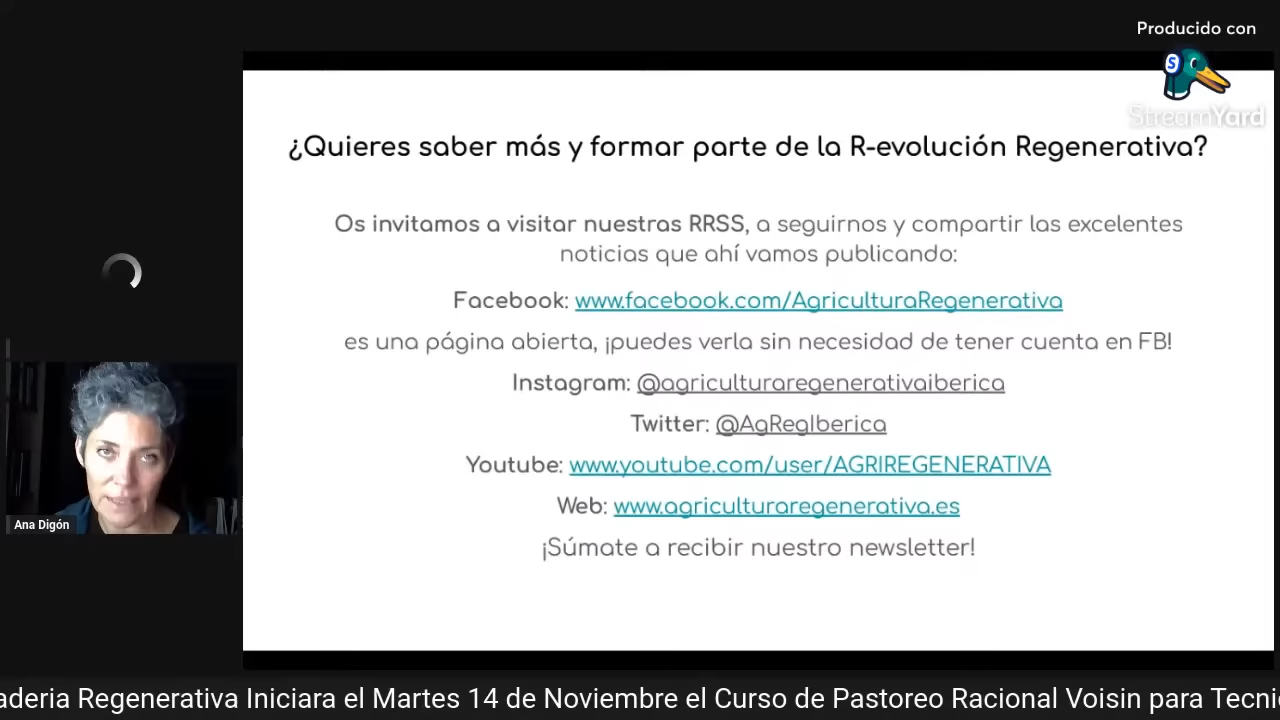 Producido con
StreamYard
¿Quieres saber más y formar parte de la R-evolución Regenerativa?
Os invitamos a visitar nuestras RRSS, a seguirnos y compartir las excelentes
noticias que ahí vamos publicando:
Facebook: www.facebook.com/AgriculturaRegenerativa
es una página abierta, ¡puedes verla sin necesidad de tener cuenta en FB!
Instagram: @agriculturaregenerativaiberica
Twitter: @AgRegIberica
Youtube: www.youtube.com/user/AGRIREGENERATIVA
Web: www.agriculturaregenerativa.es
¡Súmate a recibir nuestro newsletter!
Ana Digón
Regenerativa Iniciara el Martes 14 de Noviembre el Curso de Pastoreo Racional Voisin para